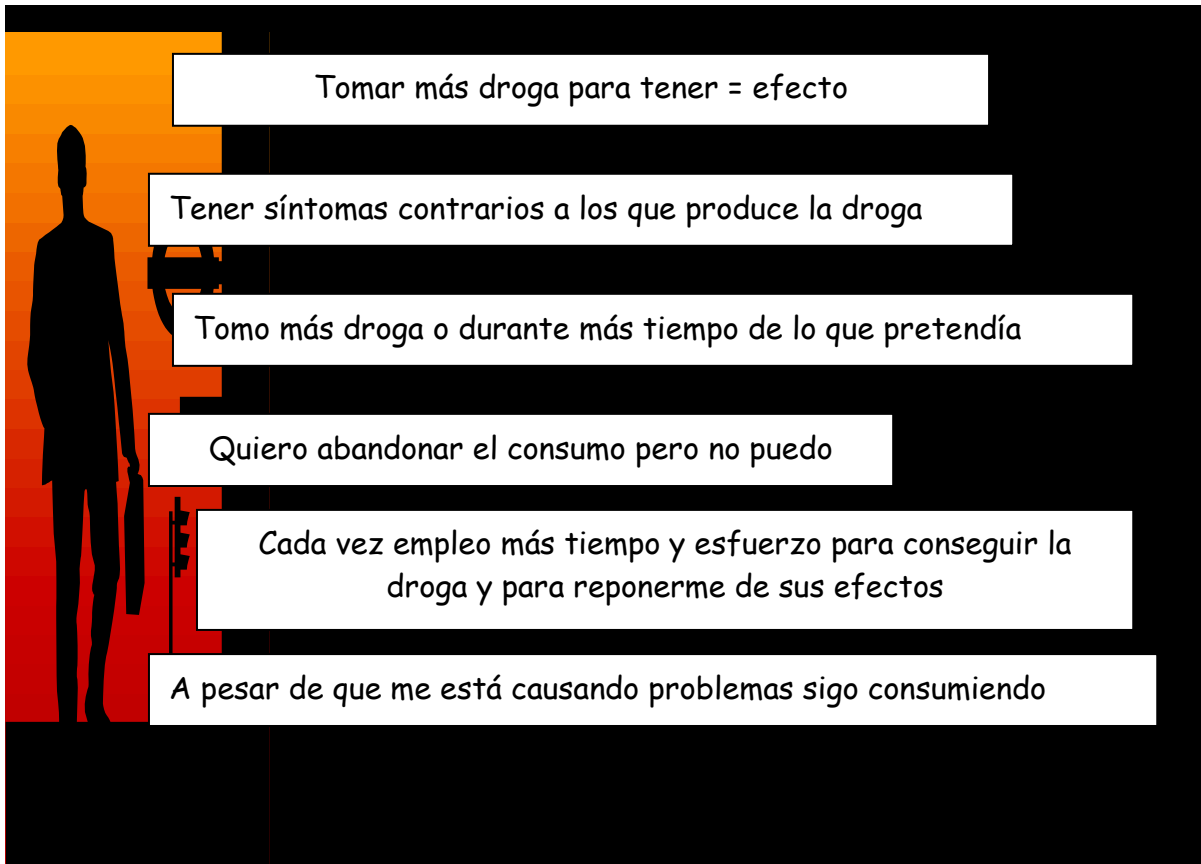 Tomar más droga para tener = efecto
Tener síntomas contrarios a los que produce la droga
Tomo más droga o durante más tiempo de lo que pretendía
Quiero abandonar el consumo pero no puedo
Cada vez empleo más tiempo y esfuerzo para conseguir la
droga y para reponerme de sus efectos
A pesar de que me está causando problemas sigo consumiendo